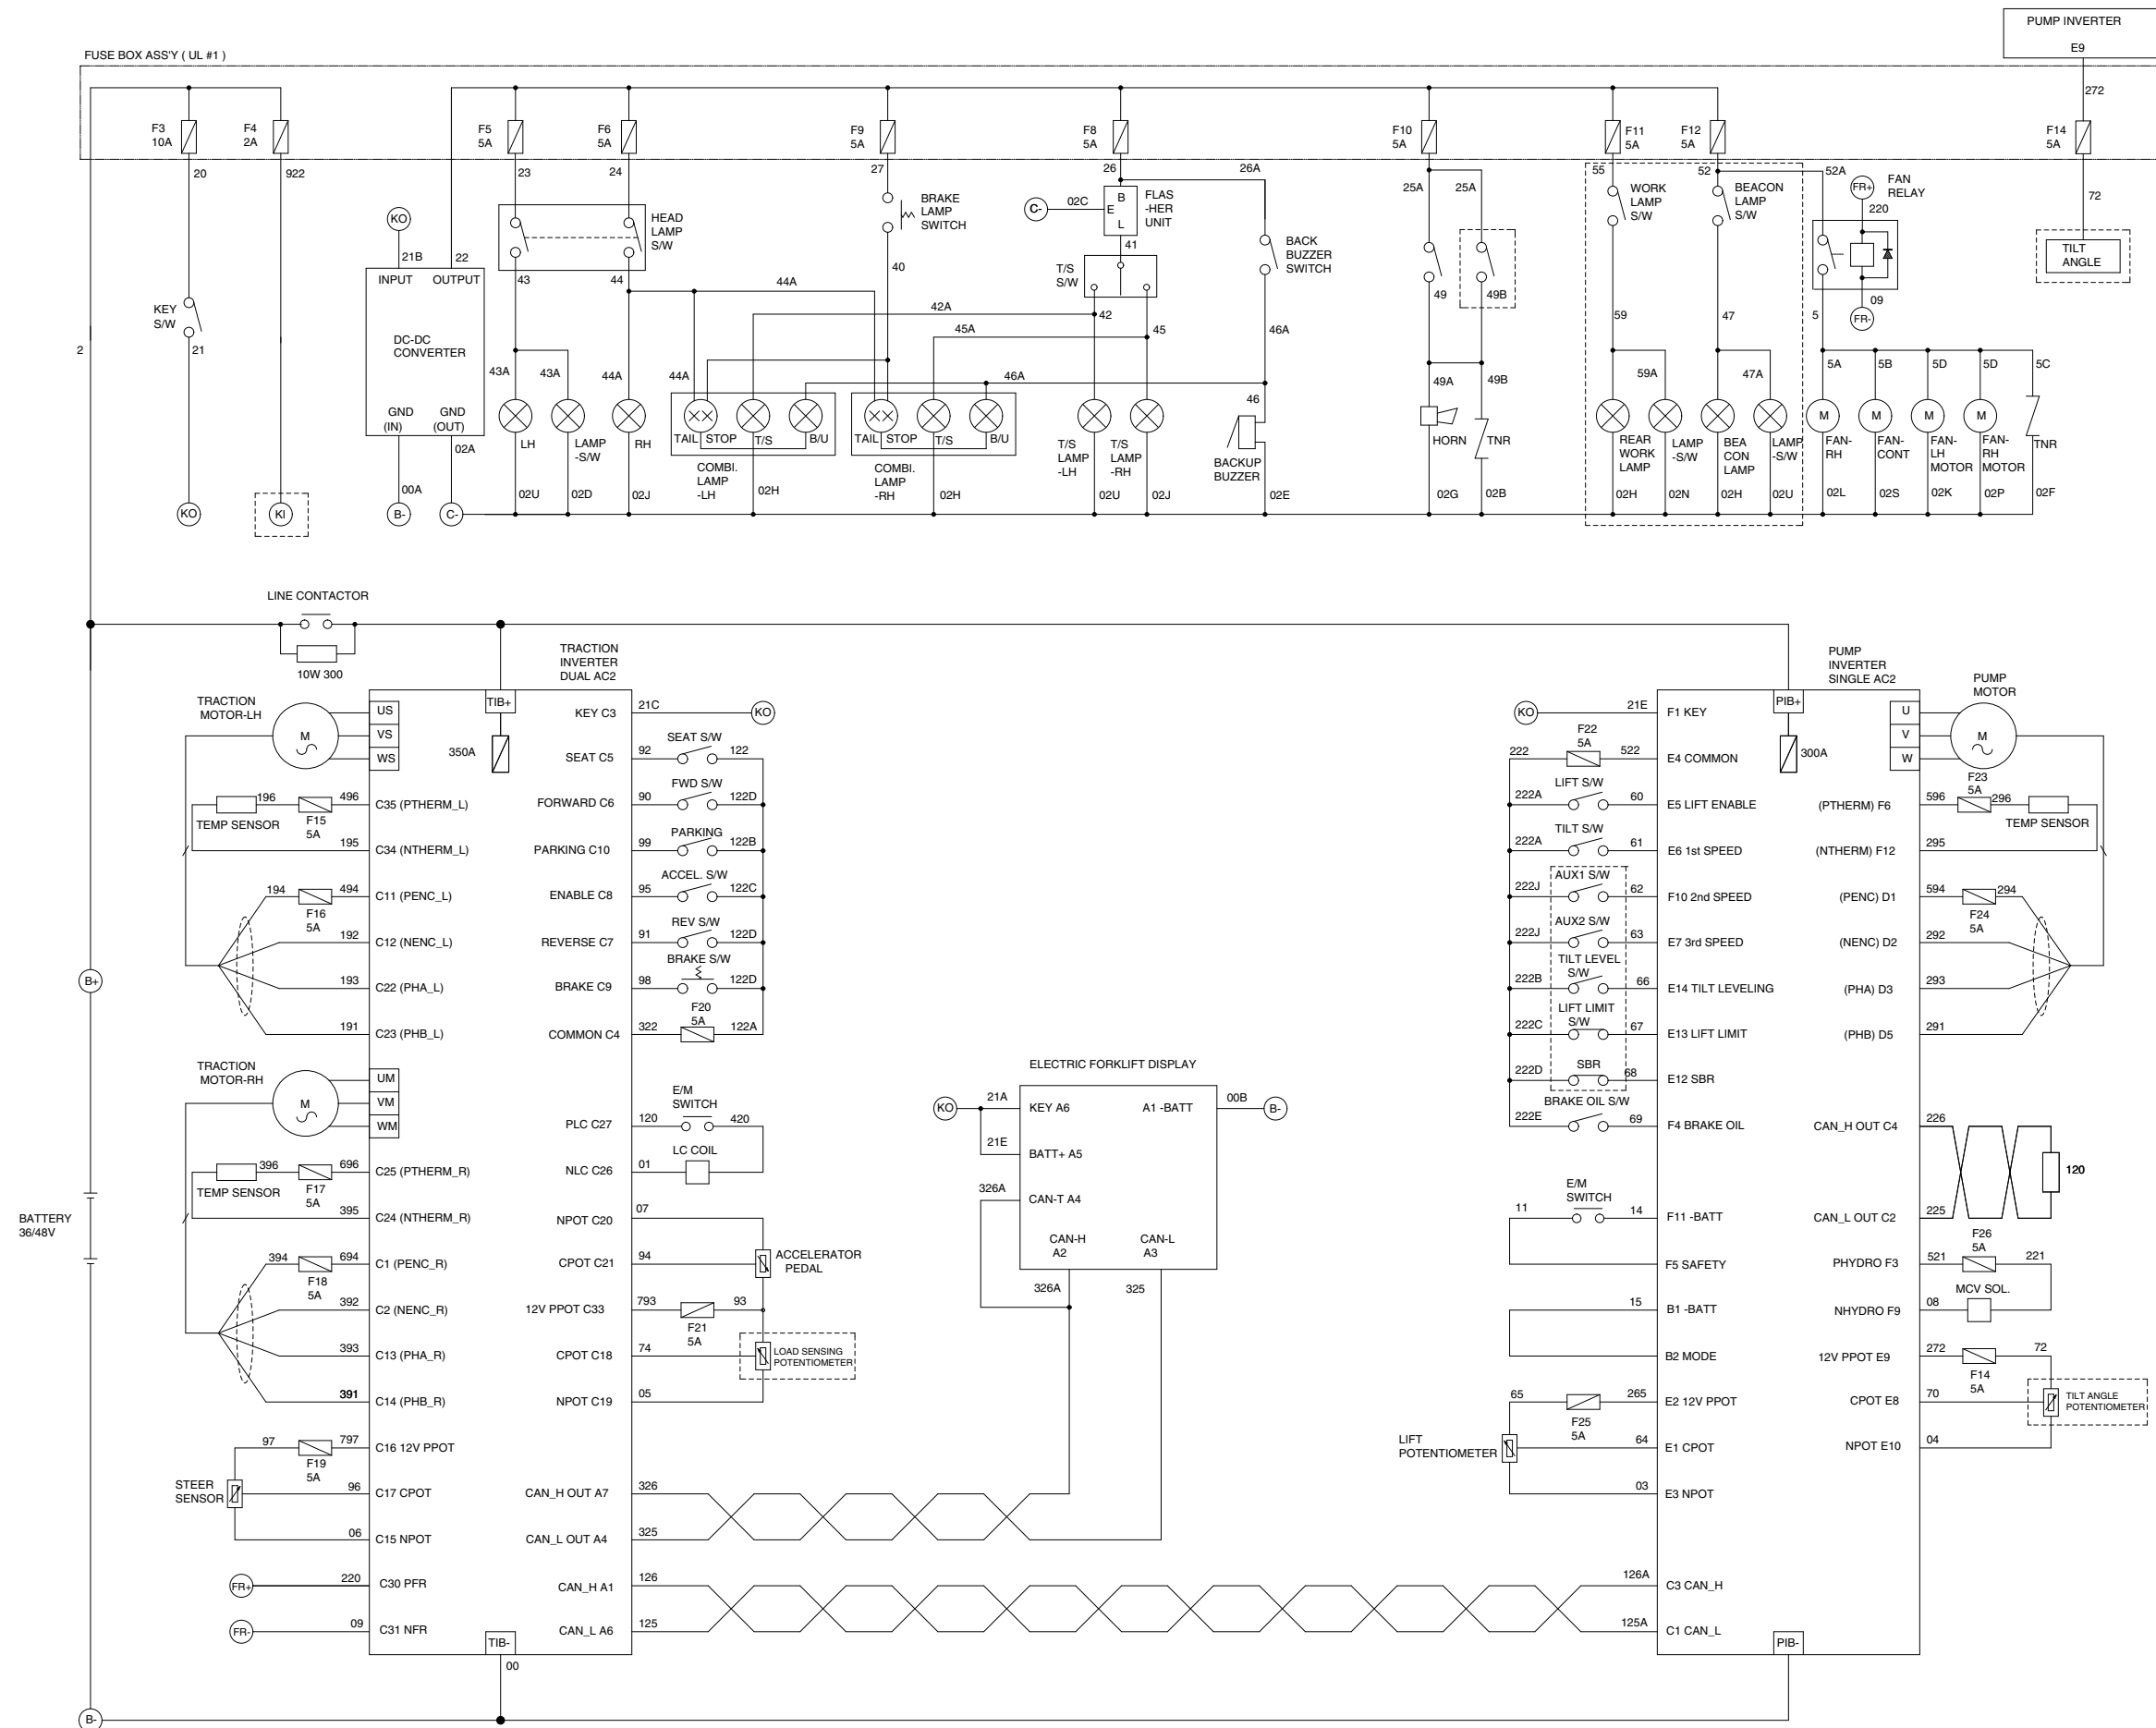 PUMP INVERTER
E9
272
FUSE BOX ASS'Y ( UL #1 )
F3
10A
F4
2A
F5
5A
F6
5A
F9
5A
F8
5A
F10
5A
F11
5A
F12
5A
F14
5A
20
922
23
24
27
26
26A
25A
25A
55
52
52A
72
KO
21B
22
INPUT
OUTPUT
DC-DC
CONVERTER
GND
(IN)
GND
(OUT)
02A
00A
B-
C-
KEY
S/W
21
2
KO
KI
HEAD
LAMP
S/W
43
44
44A
43A
43A
44A
44A
BRAKE
LAMP
SWITCH
40
C-
02C
B
E
L
FLAS
-HER
UNIT
41
T/S
S/W
42A
42
45A
45
BACK
BUZZER
SWITCH
46A
46A
46
49
49B
49A
49B
WORK
LAMP
S/W
BEACON
LAMP
S/W
59
47
59A
47A
FR+
FAN
RELAY
220
09
FR-
TILT
ANGLE
5
5A
5B
5D
5D
5C
LH
LAMP
-S/W
RH
TAIL
STOP
T/S
B/U
COMBI.
LAMP
-LH
TAIL
STOP
T/S
B/U
COMBI.
LAMP
-RH
T/S
LAMP
-LH
T/S
LAMP
-RH
BACKUP
BUZZER
HORN
TNR
REAR
WORK
LAMP
LAMP
-S/W
BEA
CON
LAMP
LAMP
-S/W
M
M
M
M
FAN-
RH
FAN-
CONT
FAN-
LH
MOTOR
FAN-
RH
MOTOR
TNR
02U
02D
02J
02H
02H
02U
02J
02E
02G
02B
02H
02N
02H
02U
02L
02S
02K
02P
02F
LINE CONTACTOR
10W 300
TRACTION
INVERTER
DUAL AC2
TRACTION
MOTOR-LH
M
US
VS
WS
TIB+
350A
196
496
C35 (PTHERM_L)
TEMP SENSOR
F15
5A
195
C34 (NTHERM_L)
194
494
C11 (PENC_L)
F16
5A
192
C12 (NENC_L)
193
C22 (PHA_L)
191
C23 (PHB_L)
TRACTION
MOTOR-RH
M
UM
VM
WM
396
696
C25 (PTHERM_R)
TEMP SENSOR
F17
5A
395
C24 (NTHERM_R)
394
694
C1 (PENC_R)
F18
5A
392
C2 (NENC_R)
393
C13 (PHA_R)
391
C14 (PHB_R)
97
797
C16 12V PPOT
F19
5A
STEER
SENSOR
96
C17 CPOT
06
C15 NPOT
FR+
220
C30 PFR
FR-
09
C31 NFR
TIB-
00
B+
BATTERY
36/48V
B-
KEY C3
21C
KO
SEAT C5
92
SEAT S/W
122
FORWARD C6
90
FWD S/W
122D
PARKING C10
99
PARKING
122B
ENABLE C8
95
ACCEL. S/W
122C
REVERSE C7
91
REV S/W
122D
BRAKE C9
98
BRAKE S/W
122D
COMMON C4
322
F20
5A
122A
E/M
SWITCH
PLC C27
120
420
LC COIL
NLC C26
01
NPOT C20
07
CPOT C21
94
ACCELERATOR
PEDAL
12V PPOT C33
793
93
F21
5A
CPOT C18
74
LOAD SENSING
POTENTIOMETER
NPOT C19
05
CAN_H OUT A7
326
CAN_L OUT A4
325
CAN_H A1
126
CAN_L A6
125
ELECTRIC FORKLIFT DISPLAY
KO
21A
KEY A6
A1 -BATT
00B
B-
21E
BATT+ A5
326A
CAN-T A4
CAN-H
A2
CAN-L
A3
326A
325
PUMP
INVERTER
SINGLE AC2
KO
21E
F1 KEY
F22
5A
222
522
E4 COMMON
LIFT S/W
222A
60
E5 LIFT ENABLE
TILT S/W
222A
61
E6 1st SPEED
AUX1 S/W
222J
62
F10 2nd SPEED
AUX2 S/W
222J
63
E7 3rd SPEED
TILT LEVEL
S/W
222B
66
E14 TILT LEVELING
LIFT LIMIT
S/W
222C
67
E13 LIFT LIMIT
SBR
222D
68
E12 SBR
BRAKE OIL S/W
222E
69
F4 BRAKE OIL
E/M
SWITCH
11
14
F11 -BATT
F5 SAFETY
15
B1 -BATT
B2 MODE
65
265
E2 12V PPOT
F25
5A
LIFT
POTENTIOMETER
64
E1 CPOT
03
E3 NPOT
126A
C3 CAN_H
125A
C1 CAN_L
PIB+
300A
PIB-
PUMP
MOTOR
U
V
W
M
F23
5A
(PTHERM) F6
596
296
TEMP SENSOR
(NTHERM) F12
295
(PENC) D1
594
294
F24
5A
(NENC) D2
292
(PHA) D3
293
(PHB) D5
291
CAN_H OUT C4
226
120
CAN_L OUT C2
225
F26
5A
PHYDRO F3
521
221
MCV SOL.
NHYDRO F9
08
12V PPOT E9
272
72
F14
5A
CPOT E8
70
TILT ANGLE
POTENTIOMETER
NPOT E10
04